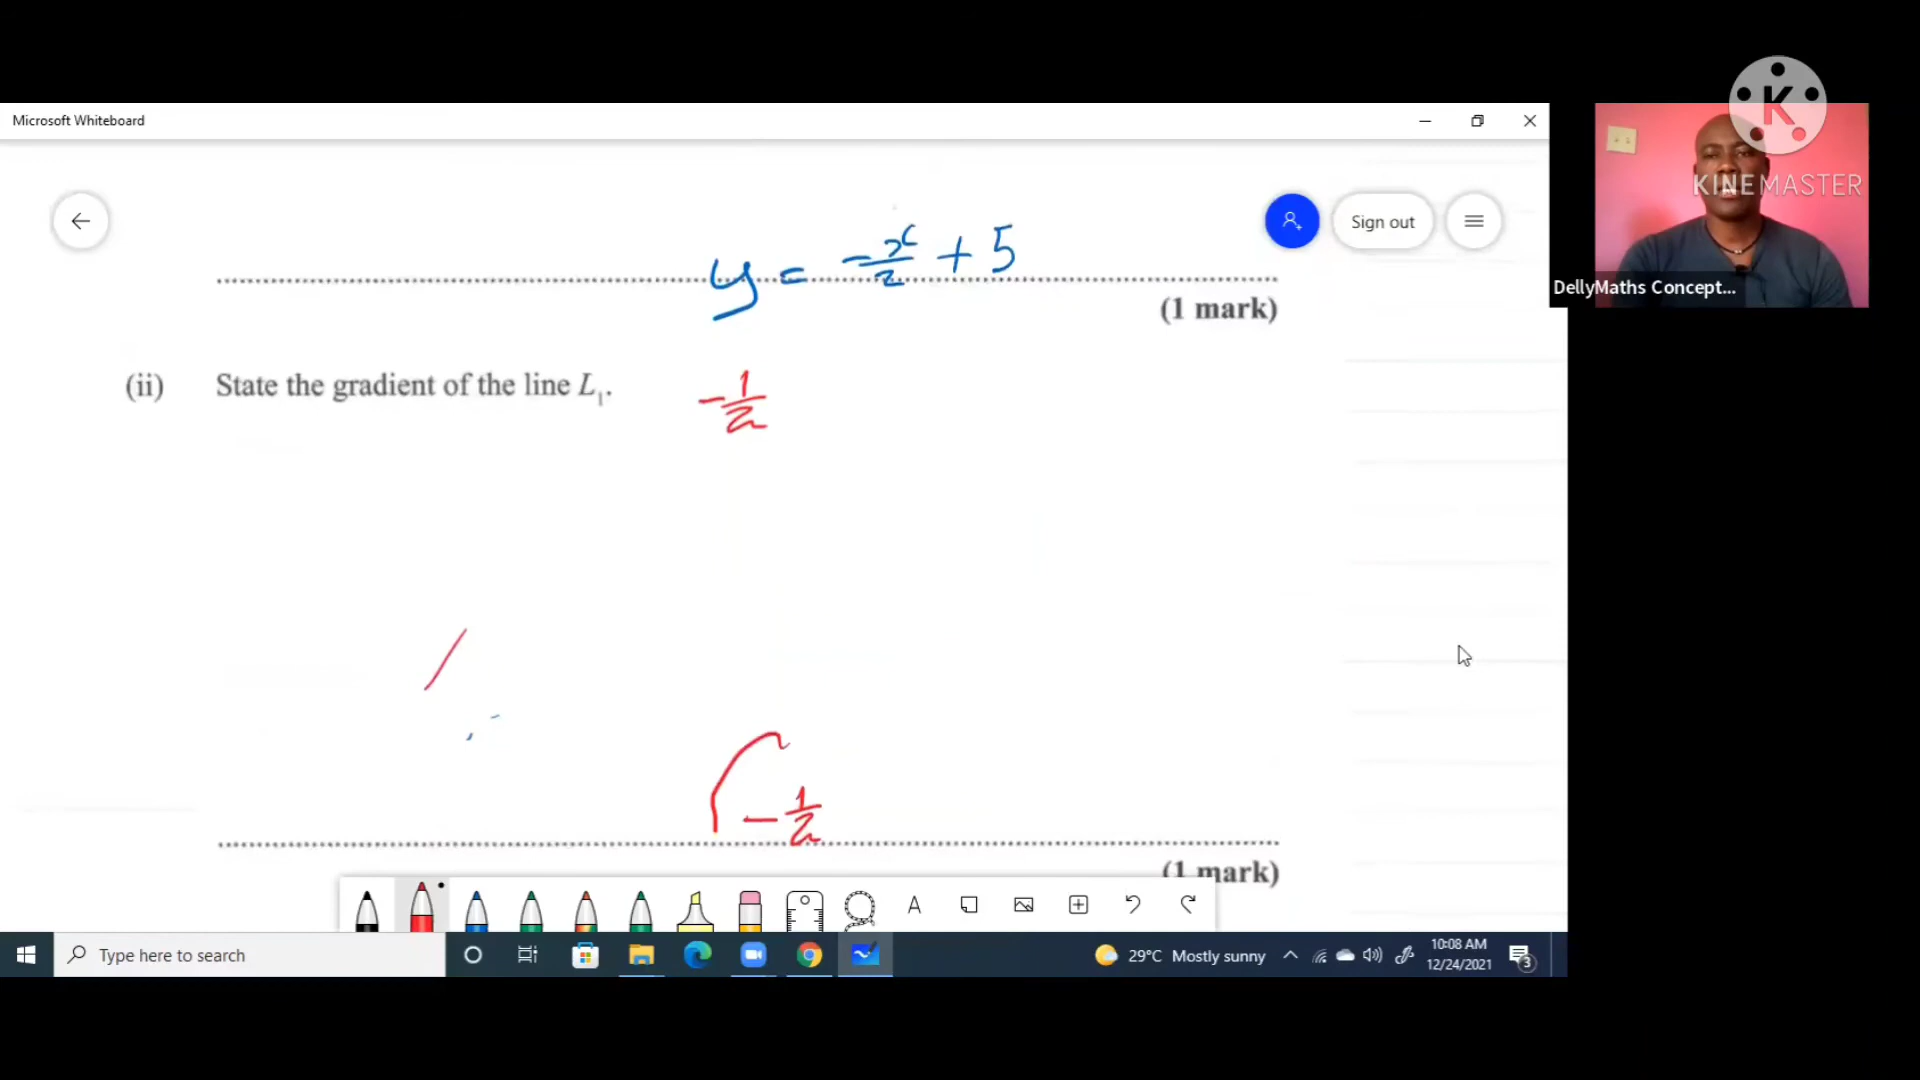 Microsoft Whiteboard
K
KINEMASTER
Sign out
DellyMaths Concept...
y = -x/2 + 5
(1 mark)
(ii) State the gradient of the line L₁.
-1/2
-1/2
(1 mark)
A
Type here to search
29°C Mostly sunny
10:08 AM
12/24/2021
3